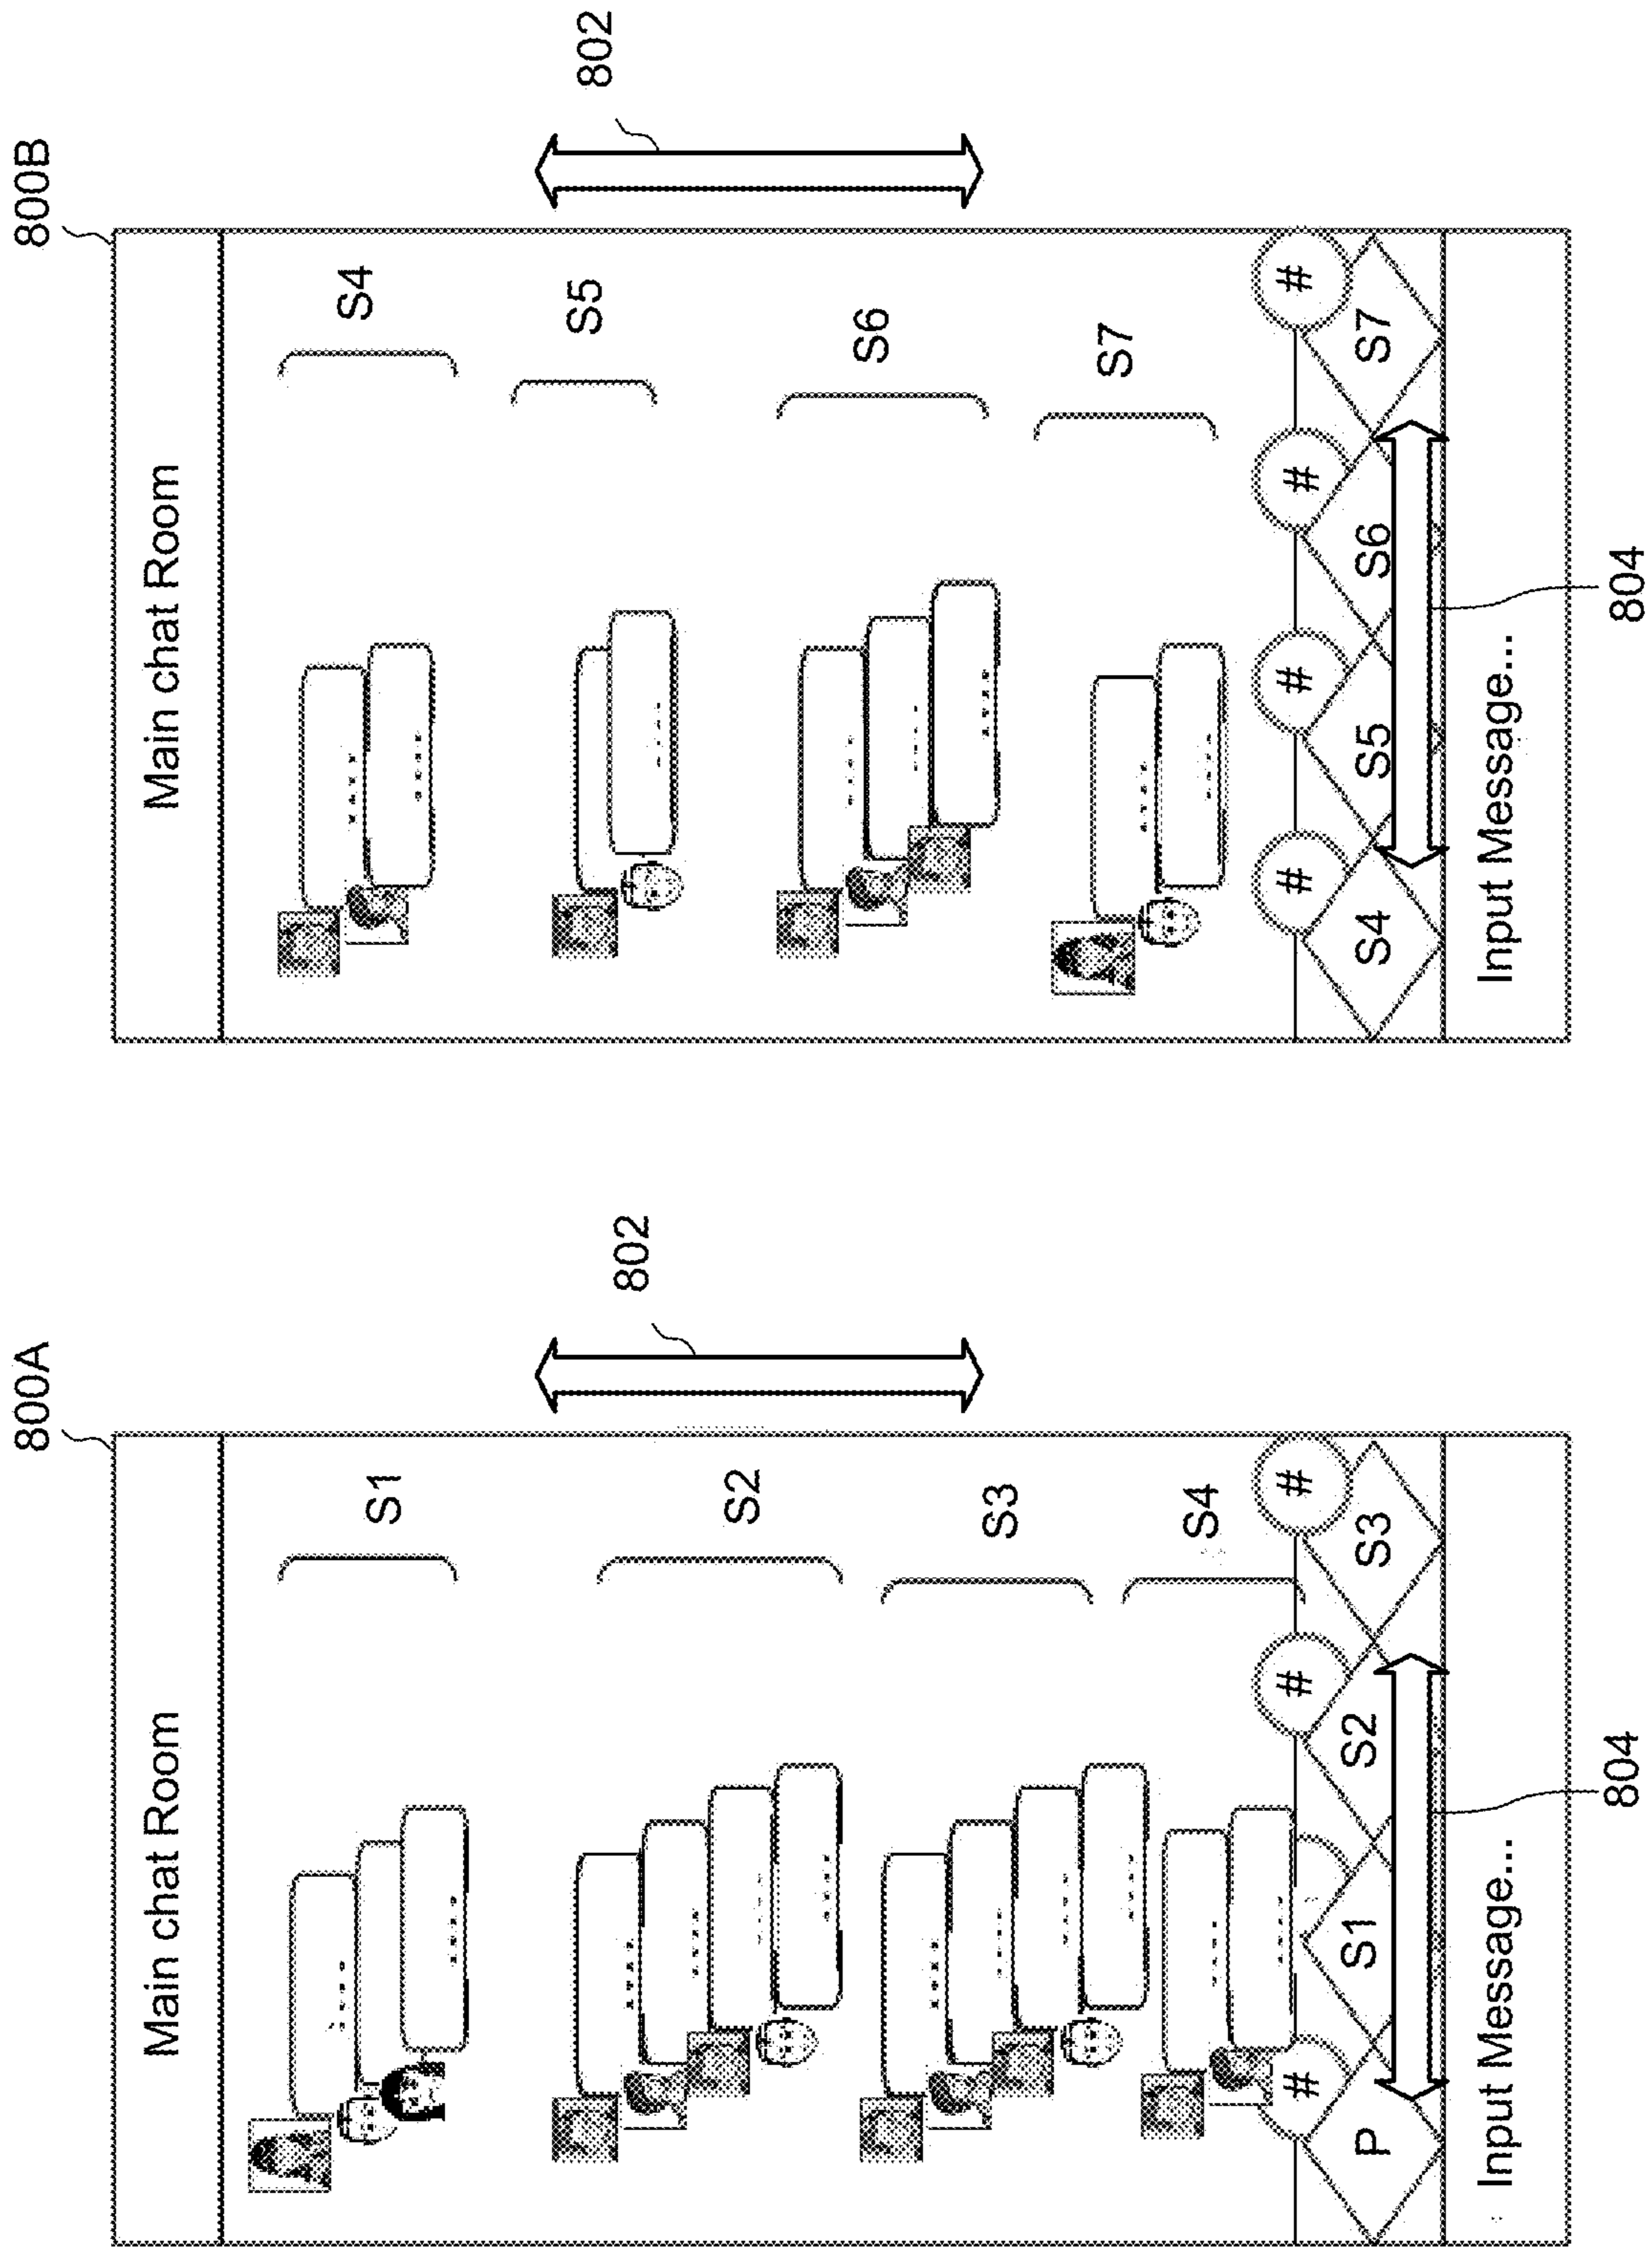 800A
Main chat Room
S1
S2
S3
S4
802
#
#
#
P
S1
S2
S3
804
Input Message...
800B
Main chat Room
S4
S5
S6
S7
802
#
#
#
#
S4
S5
S6
S7
804
Input Message...